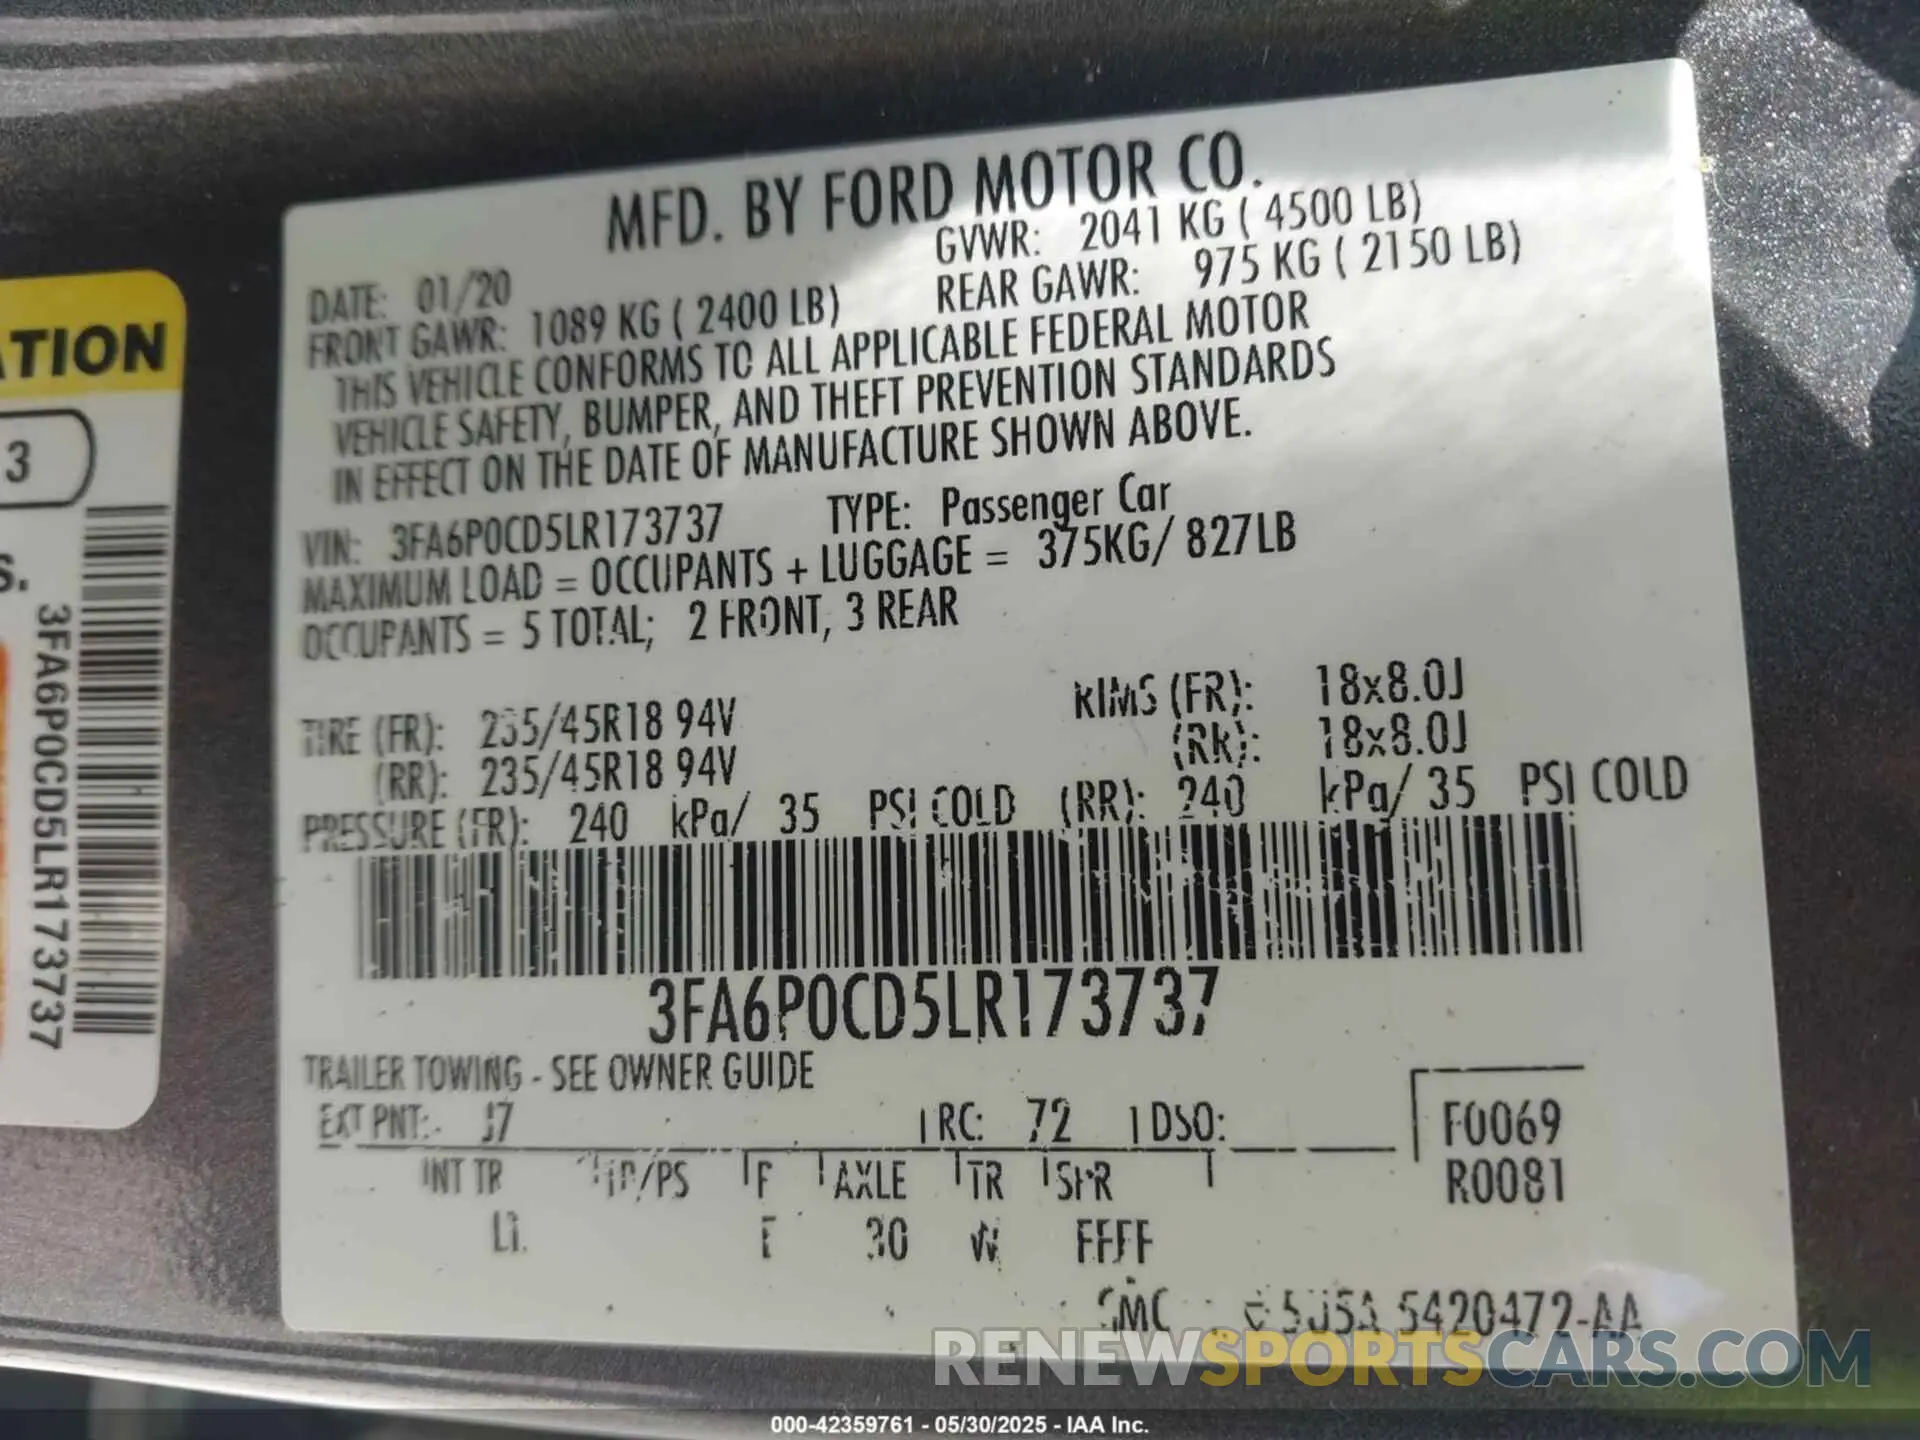 MFD. BY FORD MOTOR CO.
DATE: 01/20 GVWR: 2041 KG ( 4500 LB)
FRONT GAWR: 1089 KG ( 2400 LB) REAR GAWR: 975 KG ( 2150 LB)
THIS VEHICLE CONFORMS TO ALL APPLICABLE FEDERAL MOTOR
VEHICLE SAFETY, BUMPER, AND THEFT PREVENTION STANDARDS
IN EFFECT ON THE DATE OF MANUFACTURE SHOWN ABOVE.
VIN: 3FA6P0CD5LR173737 TYPE: Passenger Car
MAXIMUM LOAD = OCCUPANTS + LUGGAGE = 375KG/ 827LB
OCCUPANTS = 5 TOTAL; 2 FRONT, 3 REAR
TIRE (FR): 235/45R18 94V RIMS (FR): 18x8.0J
(RR): 235/45R18 94V (RR): 18x8.0J
PRESSURE (FR): 240 kPa/ 35 PSI COLD (RR): 240 kPa/ 35 PSI COLD
3FA6P0CD5LR173737
TRAILER TOWING - SEE OWNER GUIDE
EXT PNT: J7 RC: 72 DSO: F0069
R0081
INT TR TP/PS F AXLE TR SPR
E 30 W FFFF
5420472-AA
ATION
3
S.
3FA6P0CD5LR173737
RENEWSPORTSCARS.COM
000-42359761 - 05/30/2025 - IAA Inc.